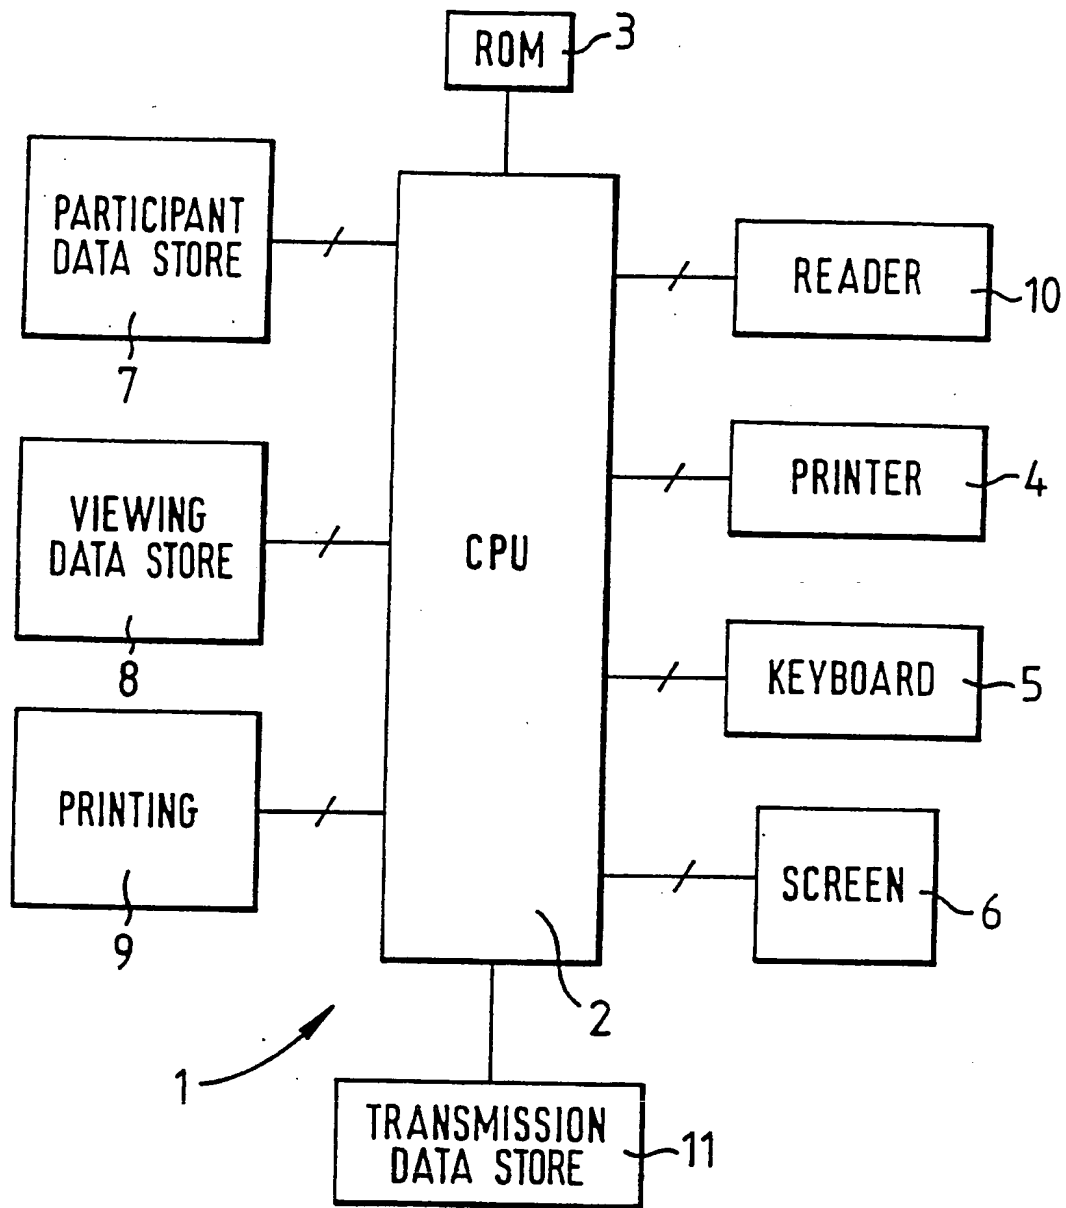 ROM
3
PARTICIPANT
DATA STORE
7
READER
10
VIEWING
DATA STORE
8
CPU
PRINTER
4
KEYBOARD
5
PRINTING
9
SCREEN
6
2
1
TRANSMISSION
DATA STORE
11